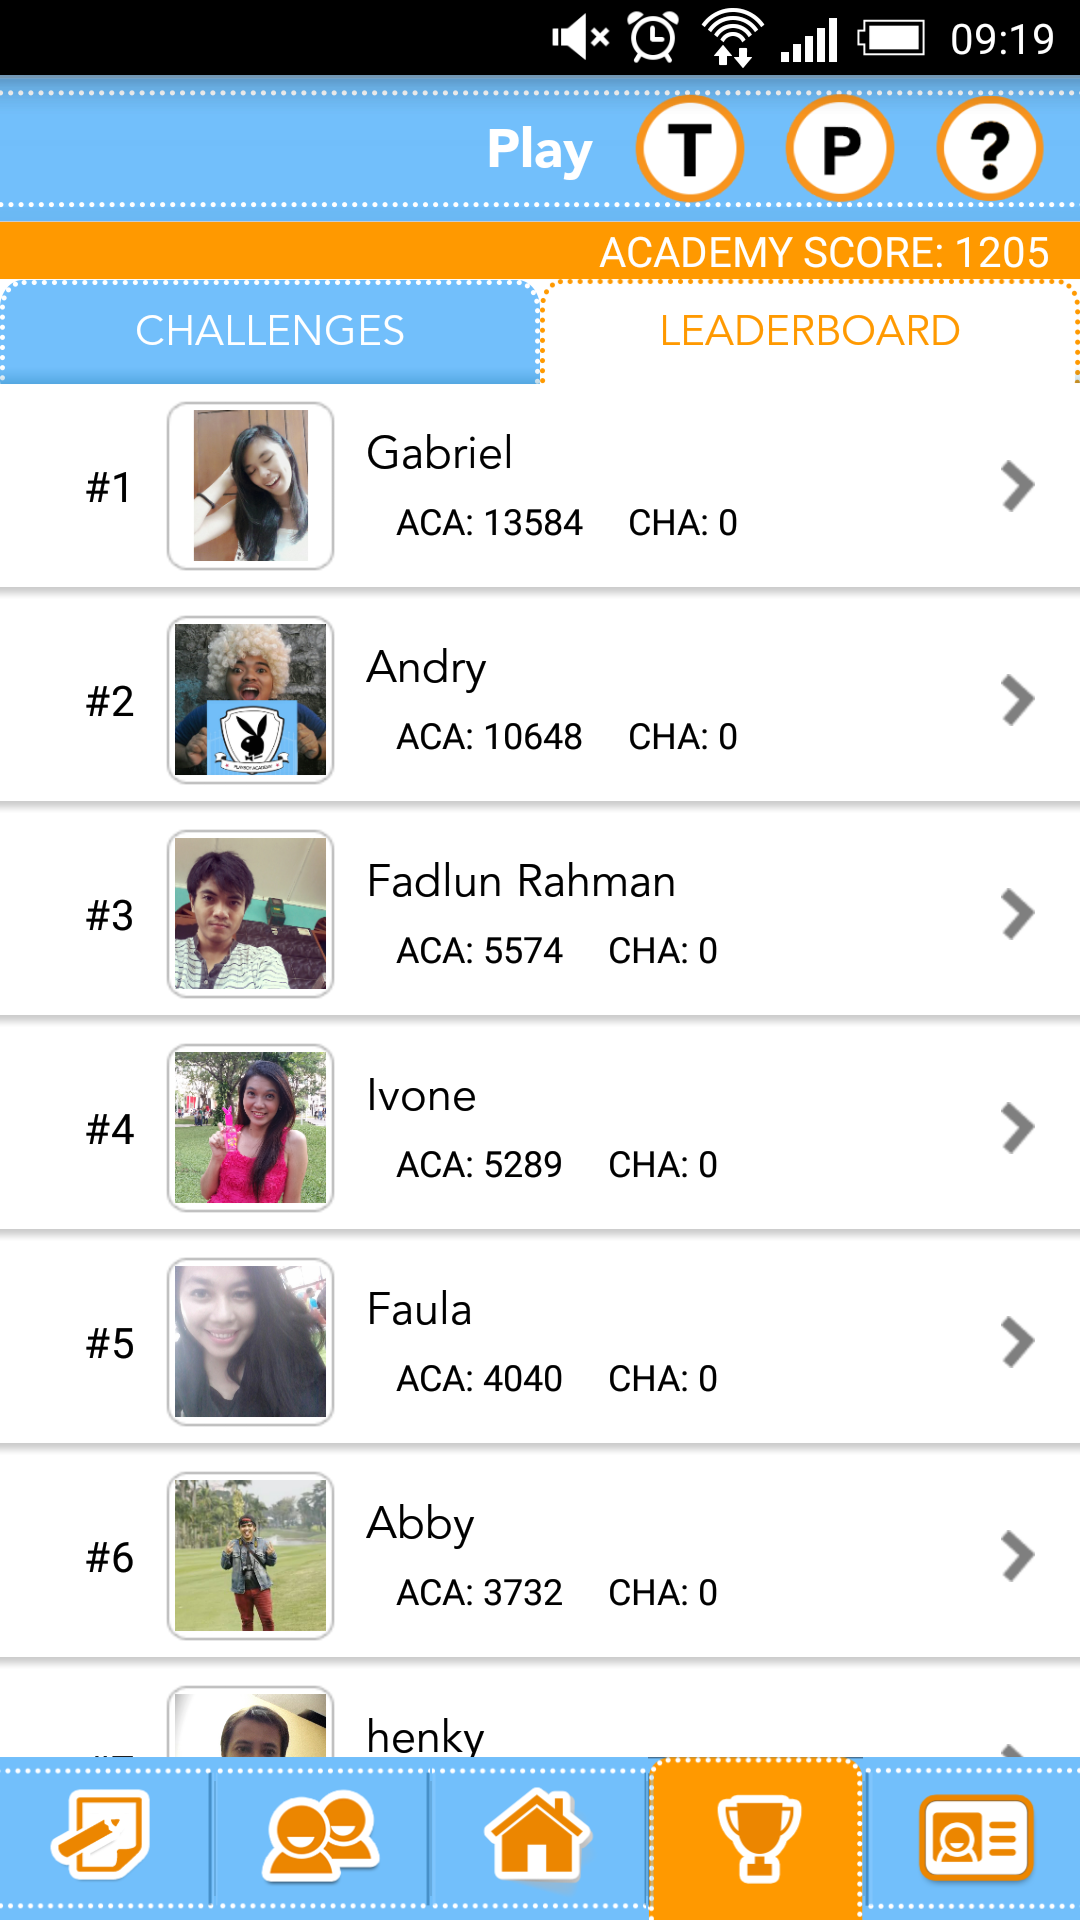 09:19
Play T P ?
ACADEMY SCORE: 1205
CHALLENGES LEADERBOARD
#1 Gabriel
ACA: 13584 CHA: 0
#2 Andry
ACA: 10648 CHA: 0
#3 Fadlun Rahman
ACA: 5574 CHA: 0
#4 Ivone
ACA: 5289 CHA: 0
#5 Faula
ACA: 4040 CHA: 0
#6 Abby
ACA: 3732 CHA: 0
henky